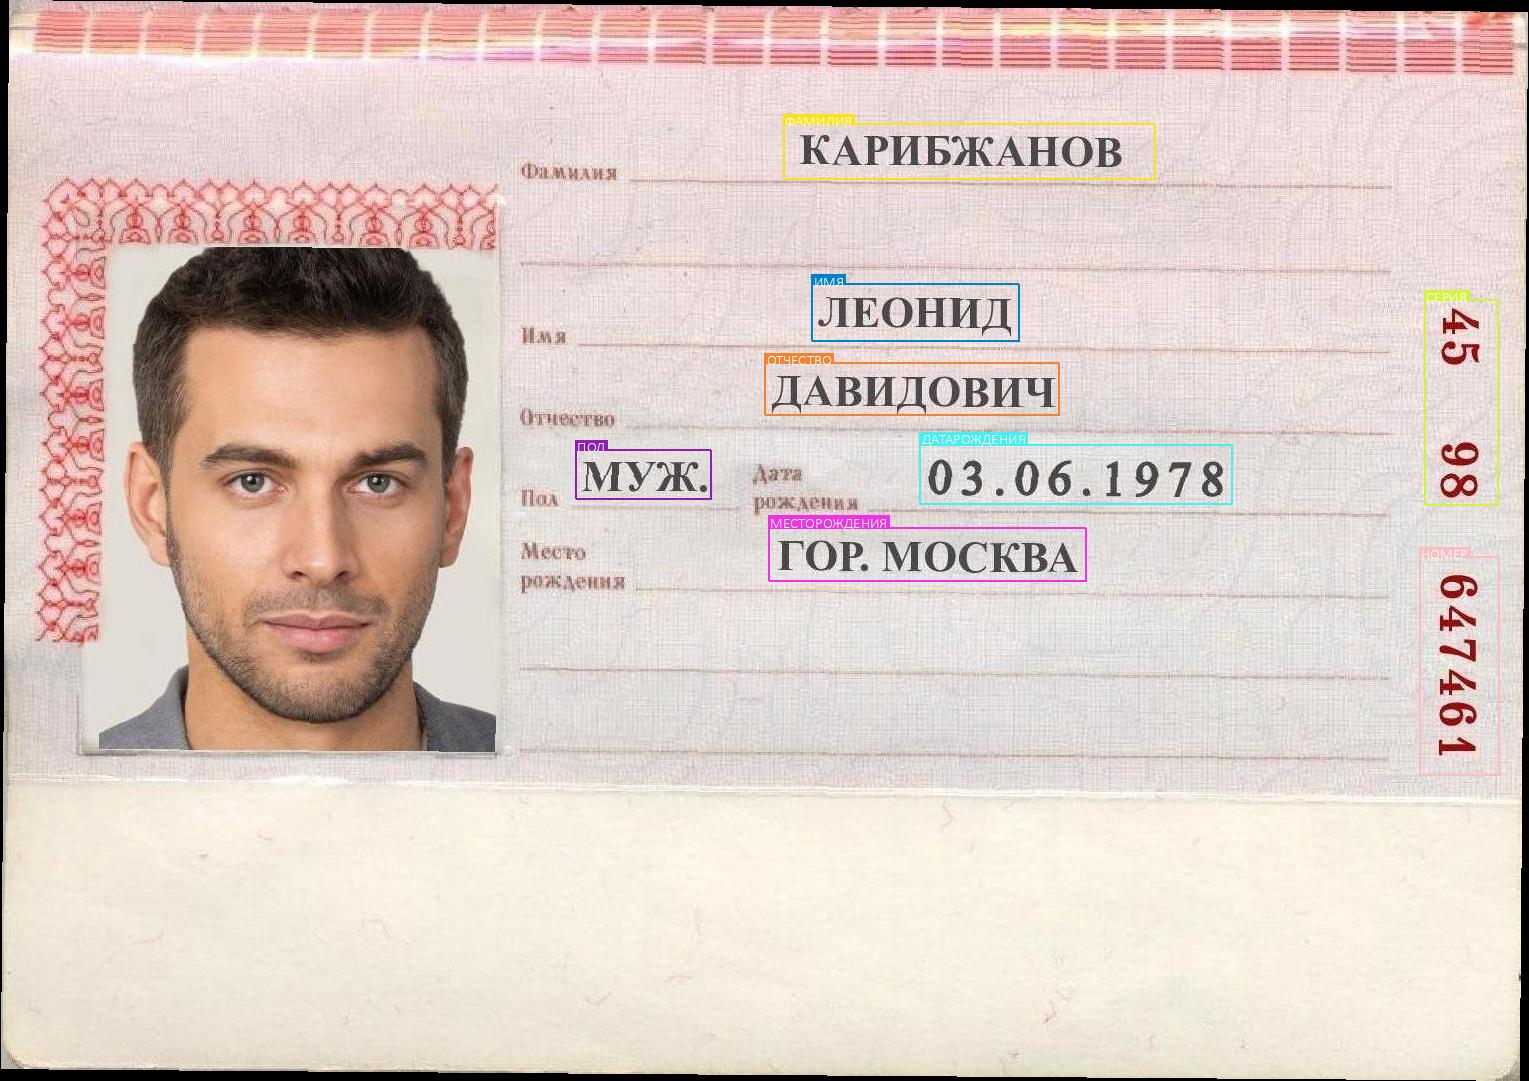 ФАМИЛИЯ
Фамилия КАРИБЖАНОВ
ИМЯ
Имя ЛЕОНИД
ОТЧЕСТВО
Отчество ДАВИДОВИЧ
ПОЛ
Пол МУЖ.
ДАТАРОЖДЕНИЯ
Дата рождения 03.06.1978
МЕСТОРОЖДЕНИЯ
Место рождения ГОР. МОСКВА
СЕРИЯ
45 98
НОМЕР
647461